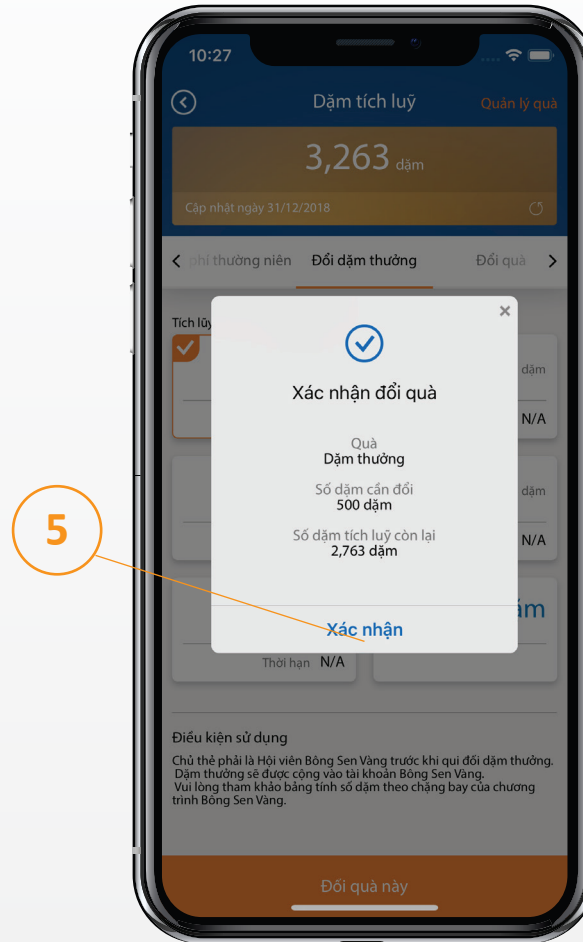 10:27
Dặm tích luỹ
Quản lý quà
3,263 dặm
Cập nhật ngày 31/12/2018
phí thường niên
Đổi dặm thưởng
Đổi quà
Tích lũy
×
Xác nhận đổi quà
dặm
N/A
Quà
Dặm thưởng
Số dặm cần đổi
500 dặm
dặm
5
Số dặm tích luỹ còn lại
2,763 dặm
N/A
Xác nhận
Thời hạn N/A
Điều kiện sử dụng
Chủ thẻ phải là Hội viên Bông Sen Vàng trước khi qui đổi dặm thưởng.
Dặm thưởng sẽ được cộng vào tài khoản Bông Sen Vàng.
Vui lòng tham khảo bảng tính số dặm theo chặng bay của chương
trình Bông Sen Vàng.
Đổi quà này